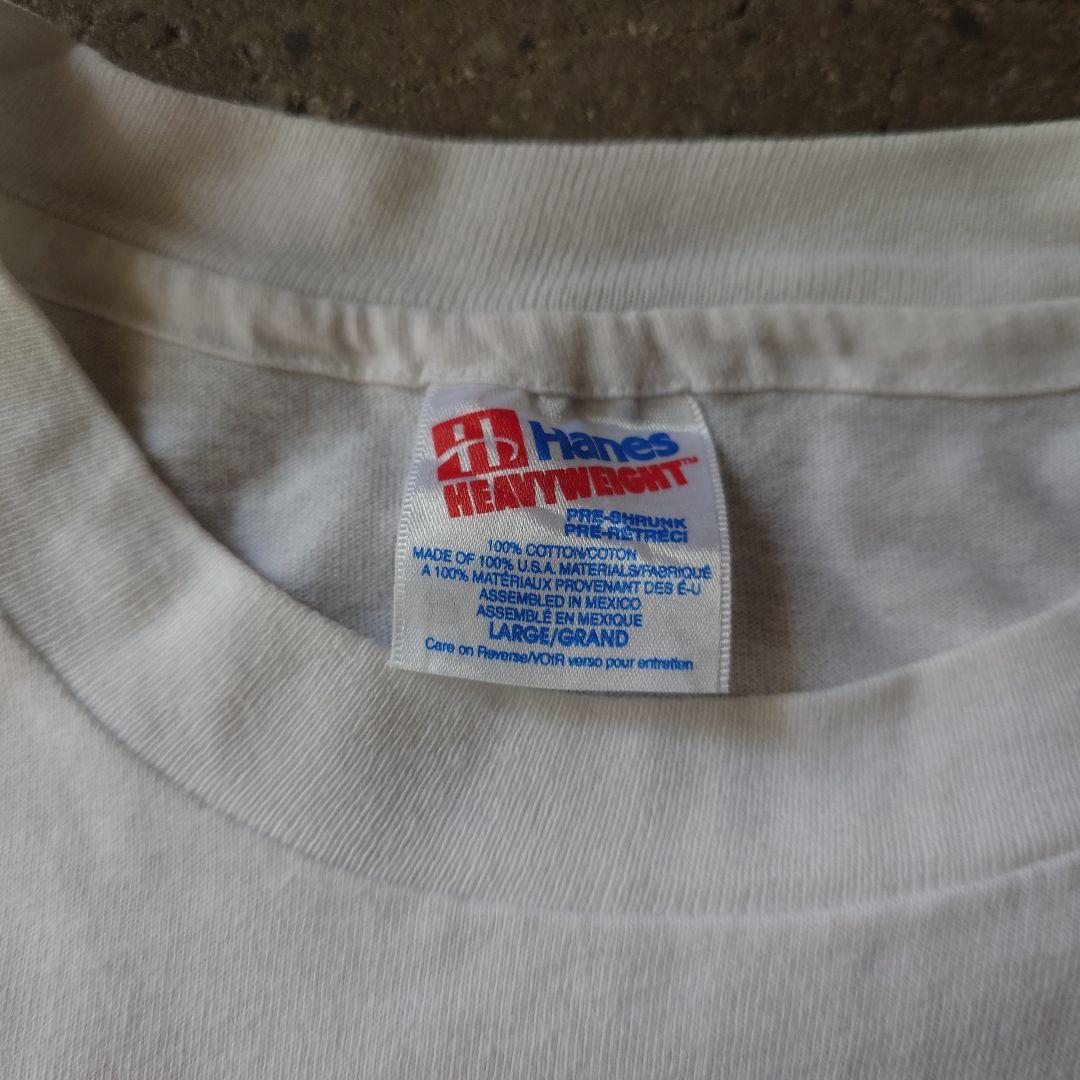 Hanes
HEAVYWEIGHT™
PRE-SHRUNK
PRE-RÉTRÉCI
100% COTTON/COTON
MADE OF 100% U.S.A. MATERIALS/FABRIQUÉ
A 100% MATÉRIAUX PROVENANT DES É-U
ASSEMBLED IN MEXICO
ASSEMBLÉ EN MEXIQUE
LARGE/GRAND
Care on Reverse/VOIR verso pour entretien